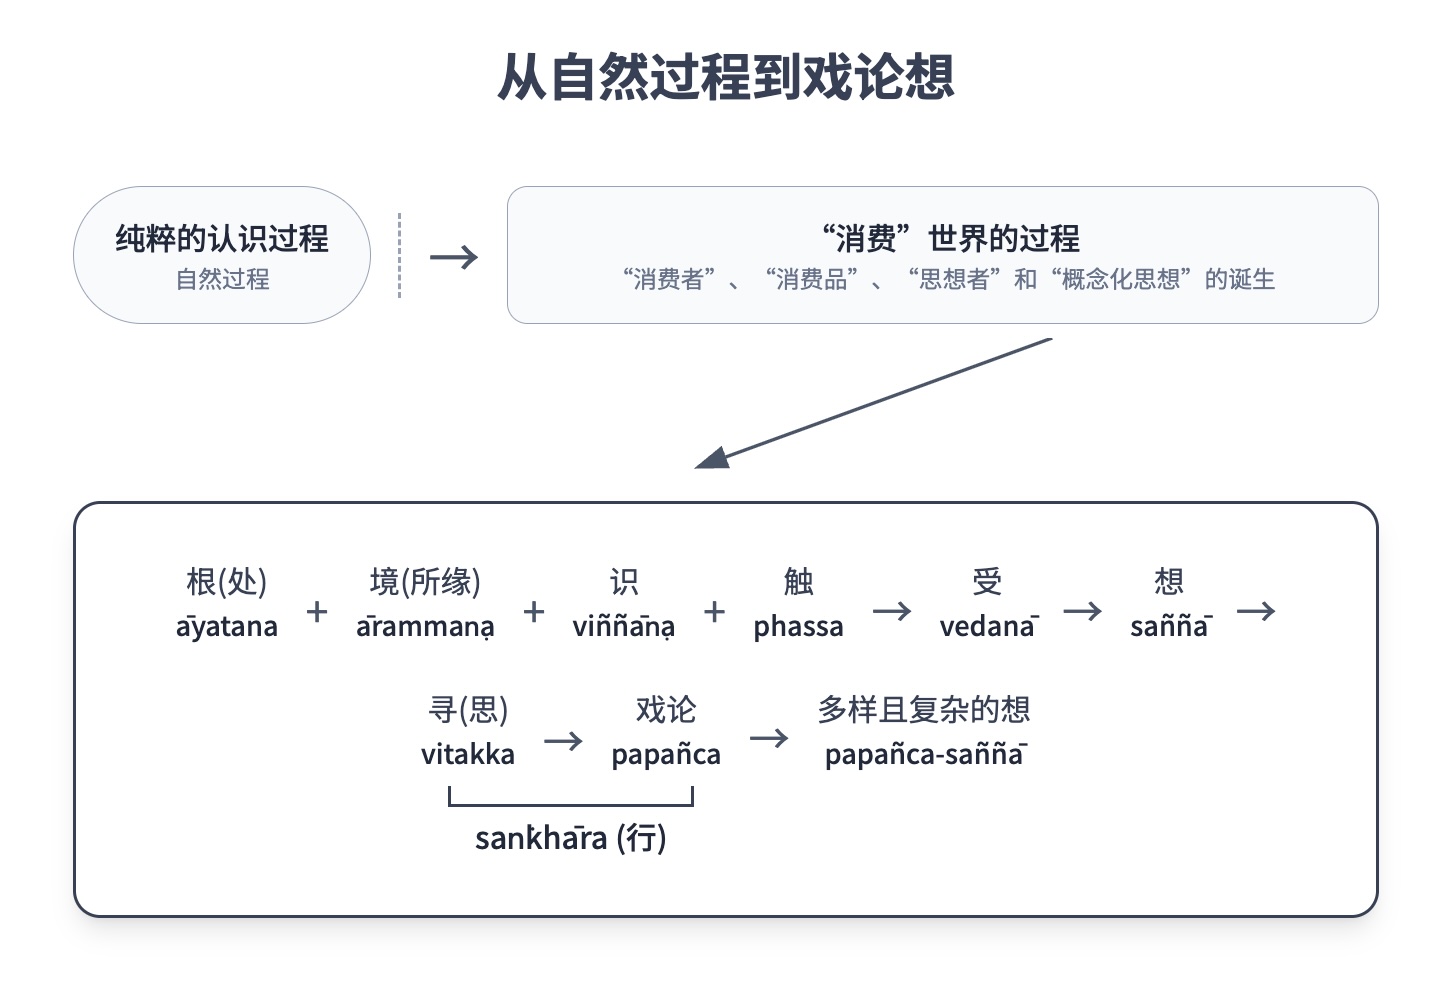 从自然过程到戏论想
纯粹的认识过程
自然过程
→
“消费”世界的过程
“消费者”、“消费品”、“思想者”和“概念化思想”的诞生
根(处) + 境(所缘) + 识 + 触 → 受 → 想 →
āyatana ārammaṇa viññāṇa phassa vedanā saññā
寻(思) → 戏论 → 多样且复杂的想
vitakka papañca papañca-saññā
sankhāra (行)